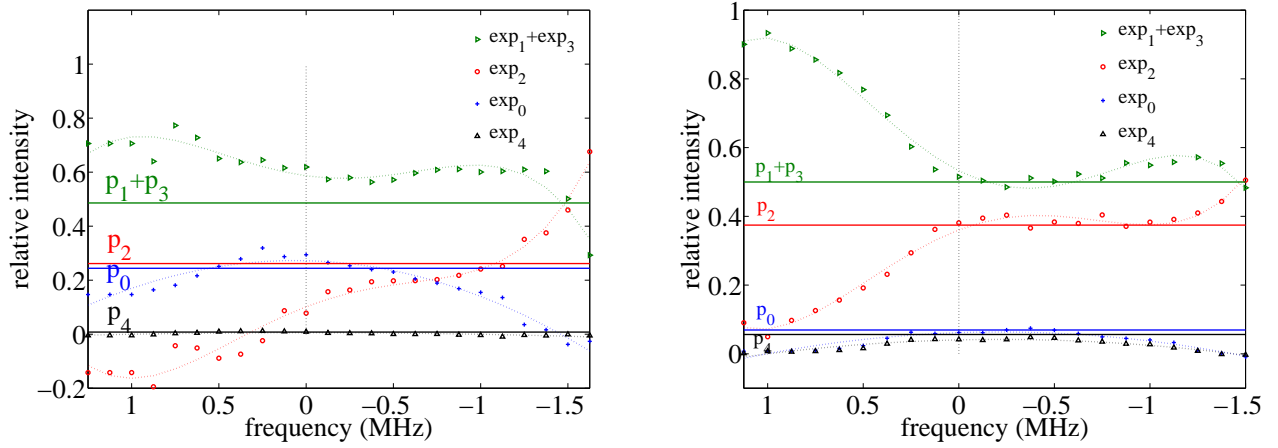 relative intensity
1
0.8
0.6
0.4
0.2
0
−0.2
exp1+exp3
exp2
exp0
exp4
p1+p3
p2
p0
p4
1
0.5
0
−0.5
−1
−1.5
frequency (MHz)
relative intensity
1
0.8
0.6
0.4
0.2
0
exp1+exp3
exp2
exp0
exp4
p1+p3
p2
p0
p4
1
0.5
0
−0.5
−1
−1.5
frequency (MHz)